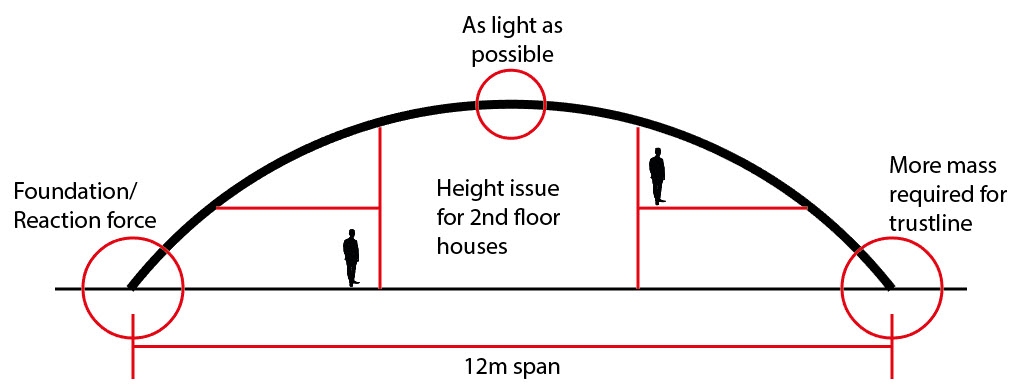 As light as
possible
Foundation/
Reaction force
Height issue
for 2nd floor
houses
More mass
required for
trustline
12m span